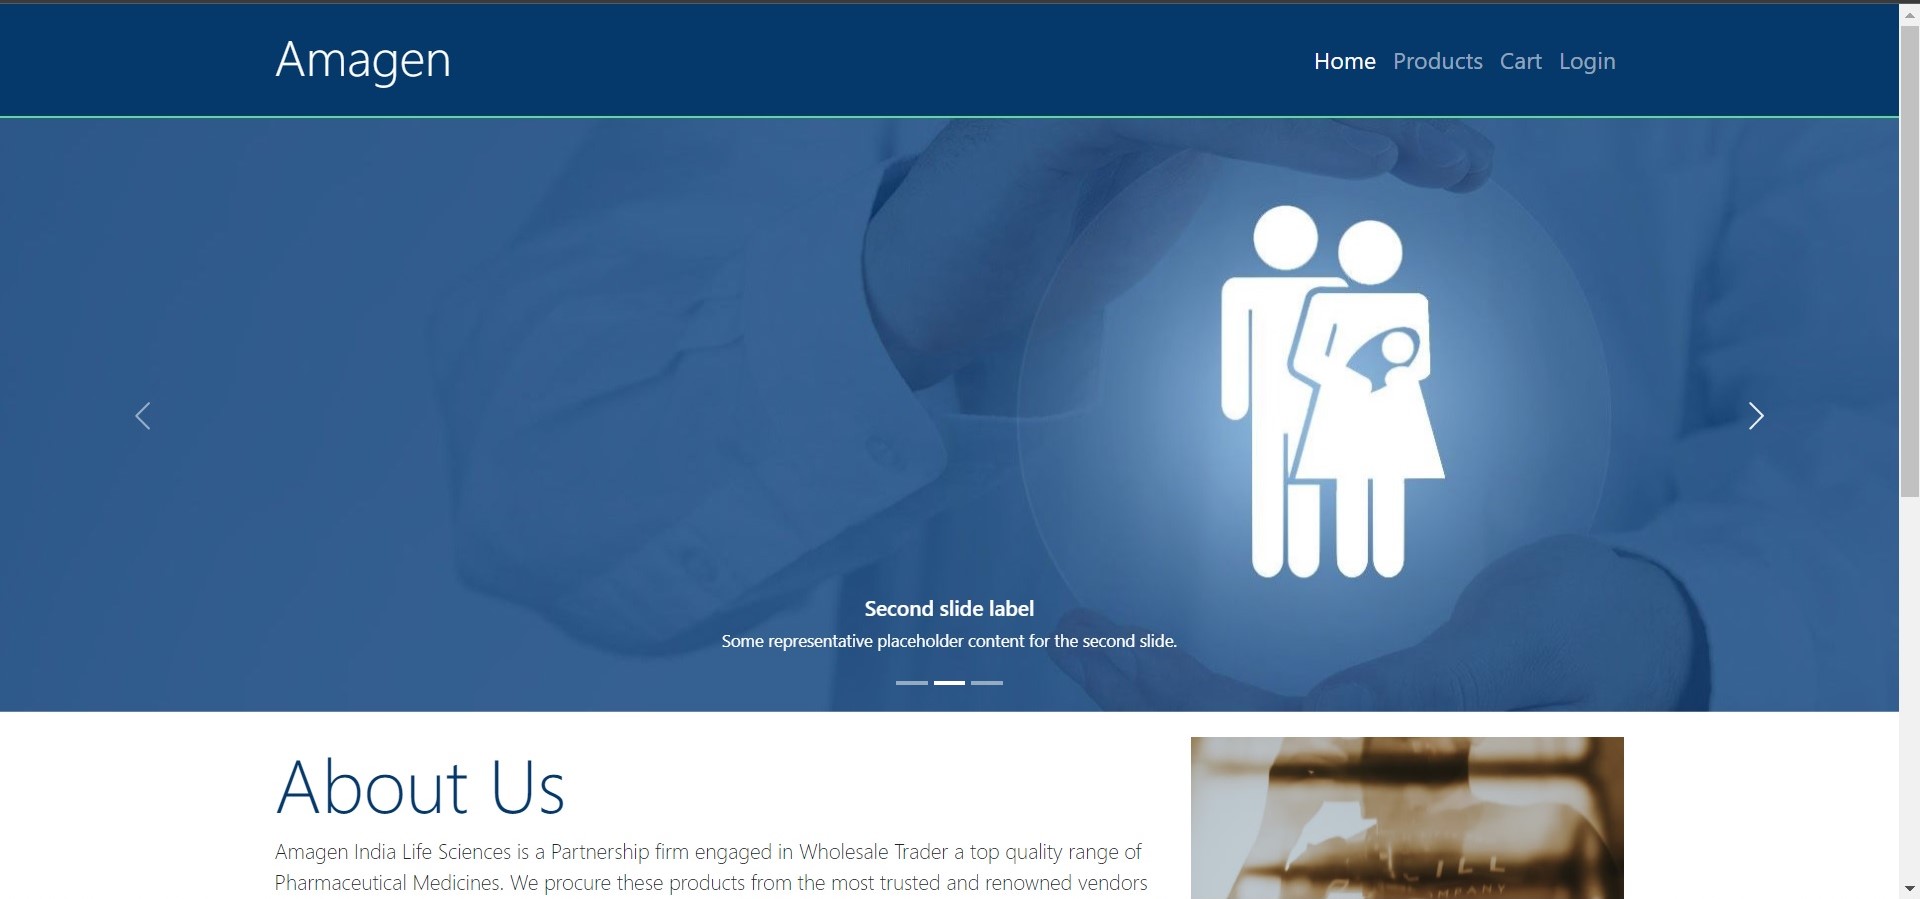 Amagen
Home Products Cart Login
Second slide label
Some representative placeholder content for the second slide.
About Us
Amagen India Life Sciences is a Partnership firm engaged in Wholesale Trader a top quality range of
Pharmaceutical Medicines. We procure these products from the most trusted and renowned vendors